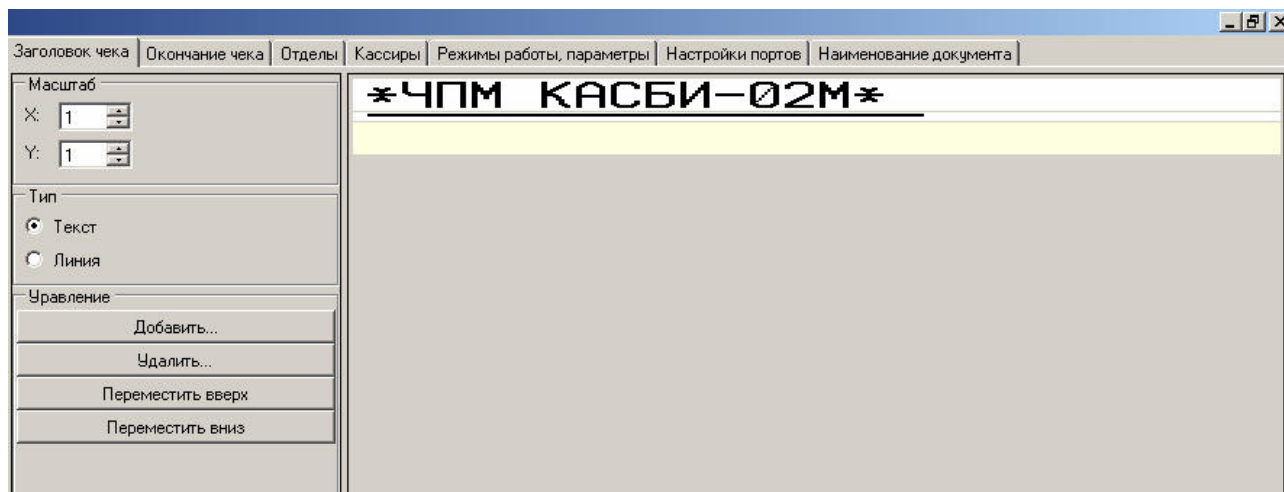 Заголовок чека Окончание чека Отделы Кассиры Режимы работы, параметры Настройки портов Наименование документа
Масштаб
X: 1
Y: 1
Тип
Текст
Линия
Уравление
Добавить...
Удалить...
Переместить вверх
Переместить вниз
*ЧПМ КАСБИ-02М*